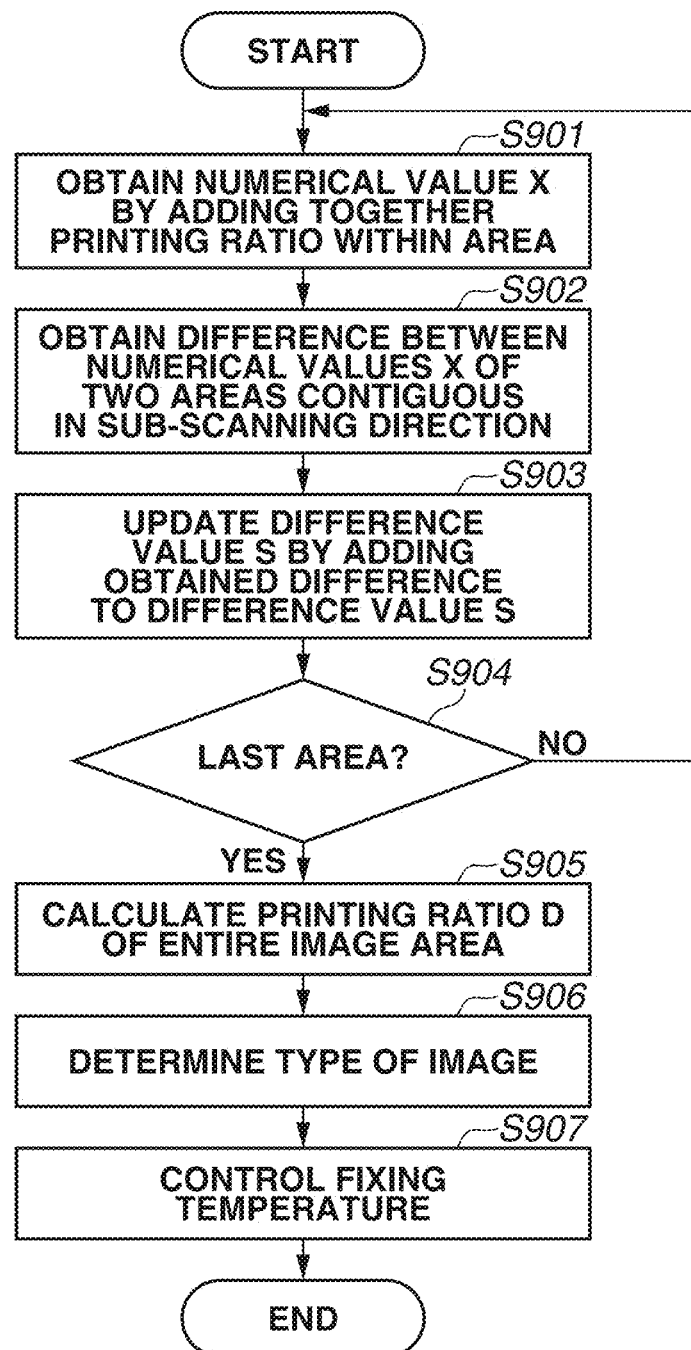 START
S901
OBTAIN NUMERICAL VALUE X
BY ADDING TOGETHER
PRINTING RATIO WITHIN AREA
S902
OBTAIN DIFFERENCE BETWEEN
NUMERICAL VALUES X OF
TWO AREAS CONTIGUOUS
IN SUB-SCANNING DIRECTION
S903
UPDATE DIFFERENCE
VALUE S BY ADDING
OBTAINED DIFFERENCE
TO DIFFERENCE VALUE S
S904
LAST AREA?
NO
YES
S905
CALCULATE PRINTING RATIO D
OF ENTIRE IMAGE AREA
S906
DETERMINE TYPE OF IMAGE
S907
CONTROL FIXING
TEMPERATURE
END